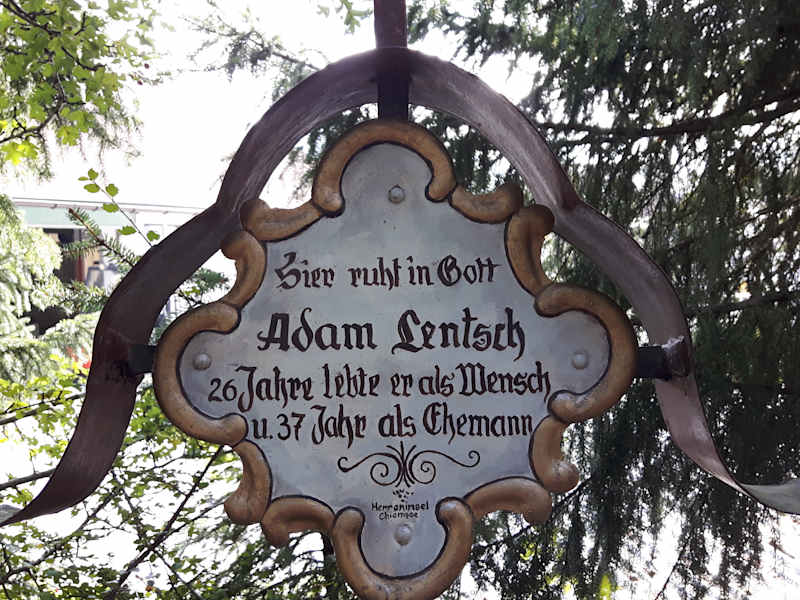 Hier ruht in Gott
Adam Lentsch
26 Jahre lebte er als Mensch
u. 37 Jahr als Ehemann
Herreninsel
Chiemsee